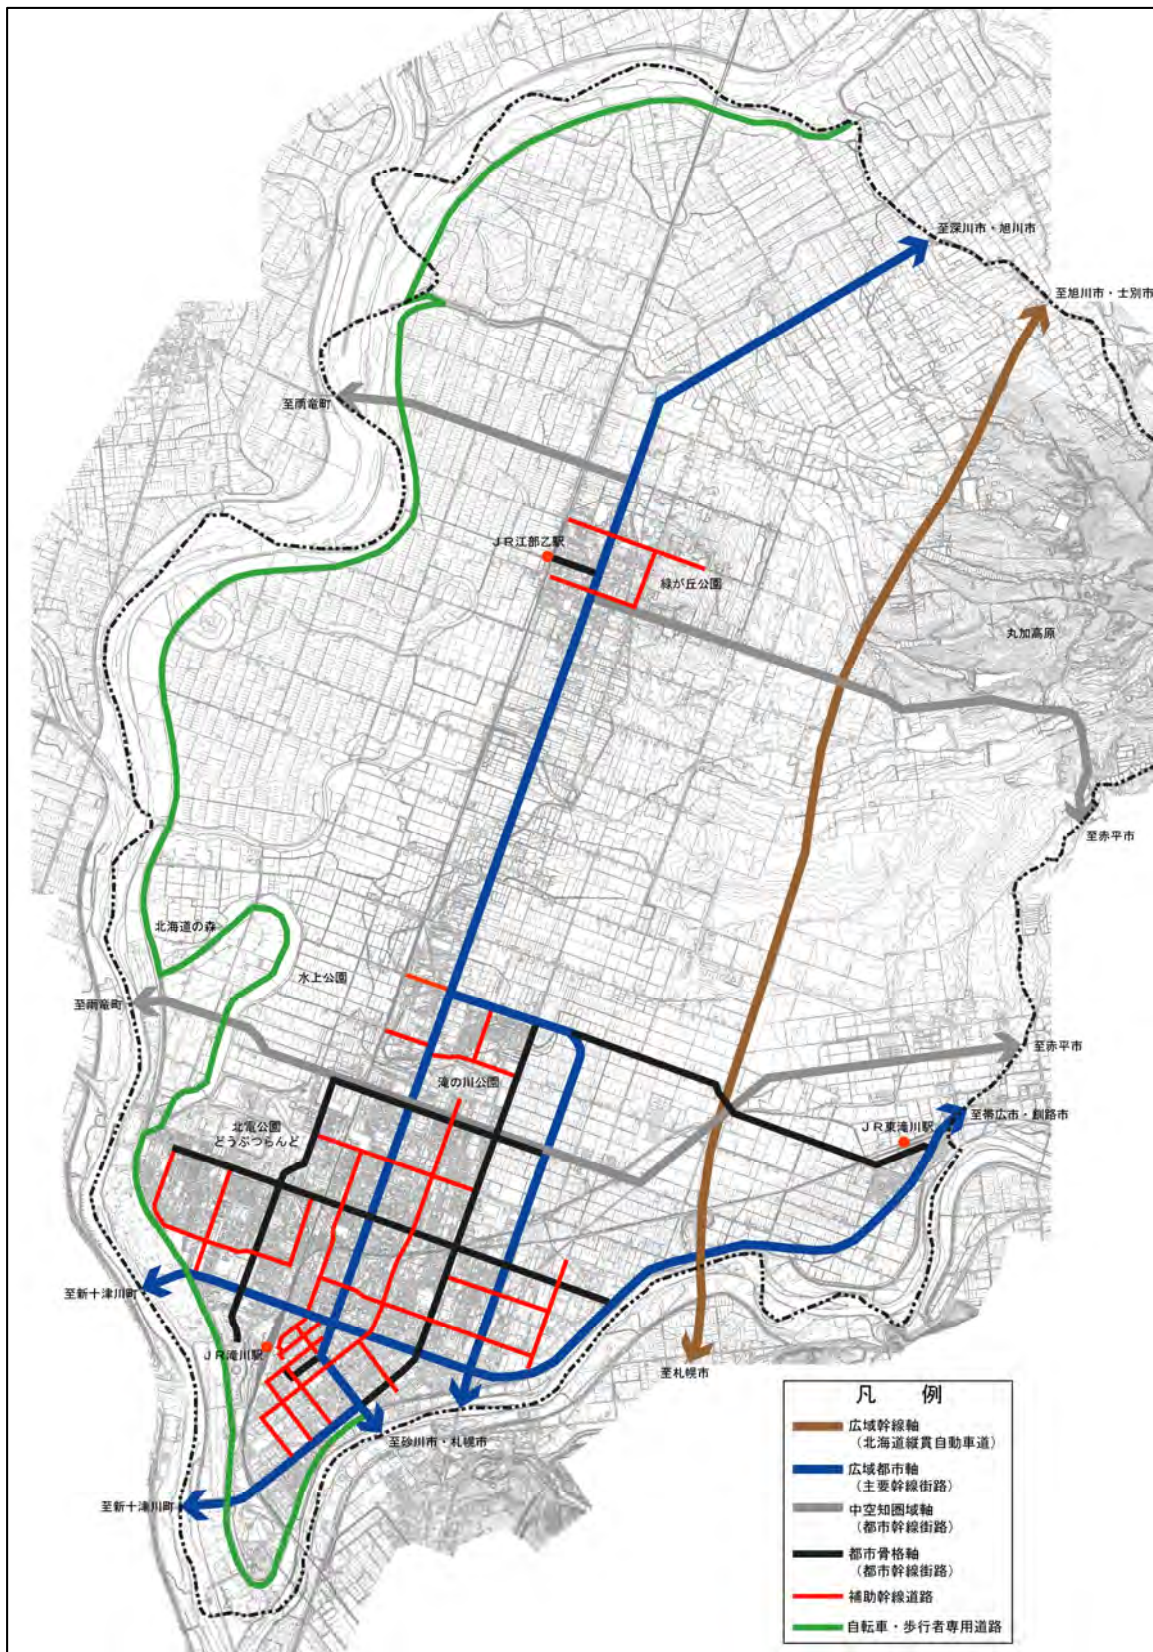 至深川市・旭川市
至旭川市・士別市
至雨竜町
JR江部乙駅
緑が丘公園
丸加高原
至赤平市
北海道の森
水上公園
至雨竜町
至赤平市
滝の川公園
至帯広市・釧路市
JR東滝川駅
北電公園
どうぶつらんど
至新十津川町
JR滝川駅
至札幌市
至砂川市・札幌市
至新十津川町
凡 例
広域幹線軸
(北海道縦貫自動車道)
広域都市軸
(主要幹線街路)
中空知圏域軸
(都市幹線街路)
都市骨格軸
(都市幹線街路)
補助幹線道路
自転車・歩行者専用道路